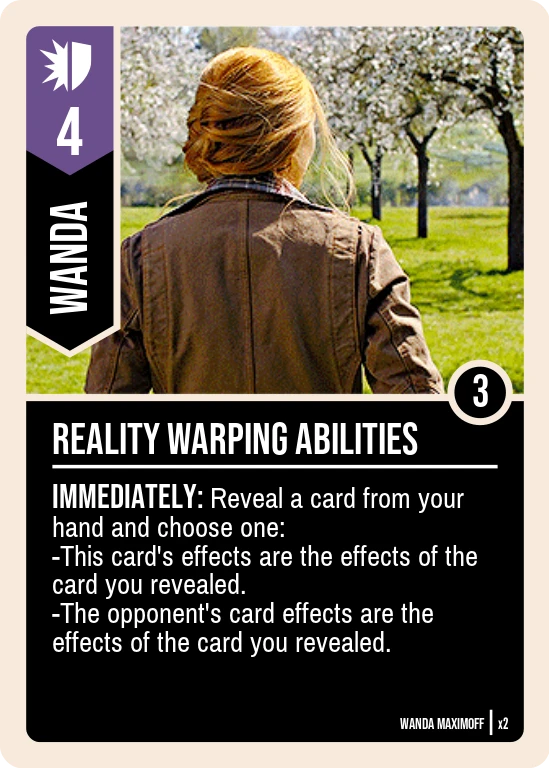 4
WANDA
3
REALITY WARPING ABILITIES
IMMEDIATELY: Reveal a card from your
hand and choose one:
-This card's effects are the effects of the
card you revealed.
-The opponent's card effects are the
effects of the card you revealed.
WANDA MAXIMOFF | x2